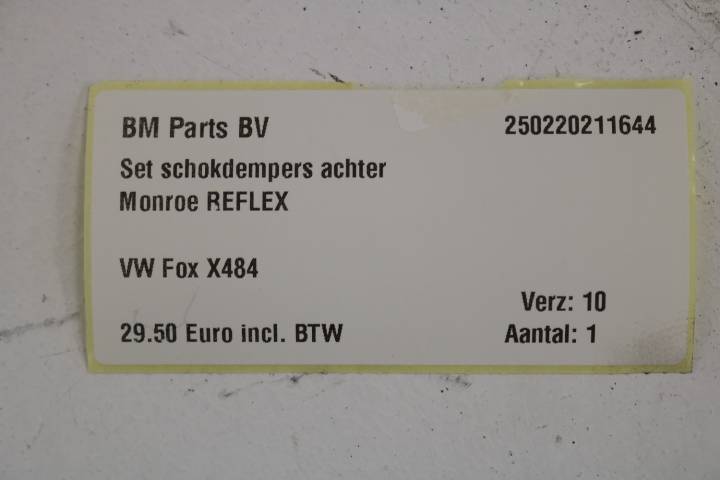 BM Parts BV 250220211644
Set schokdempers achter
Monroe REFLEX
VW Fox X484
Verz: 10
29.50 Euro incl. BTW Aantal: 1